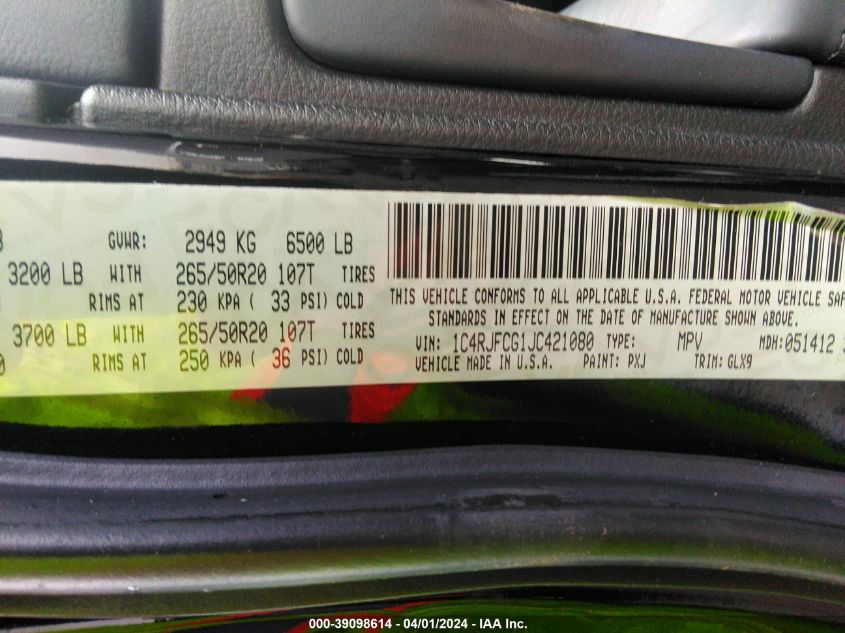 GVWR: 2949 KG 6500 LB
3200 LB WITH 265/50R20 107T TIRES
RIMS AT 230 KPA ( 33 PSI) COLD
3700 LB WITH 265/50R20 107T TIRES
RIMS AT 250 KPA ( 36 PSI) COLD
THIS VEHICLE CONFORMS TO ALL APPLICABLE U.S.A. FEDERAL MOTOR VEHICLE SAF
STANDARDS IN EFFECT ON THE DATE OF MANUFACTURE SHOWN ABOVE.
VIN: 1C4RJFCG1JC421080 TYPE: MPV MDH: 051412
VEHICLE MADE IN U.S.A. PAINT: PXJ TRIM: GLX9
000-39098614 - 04/01/2024 - IAA Inc.